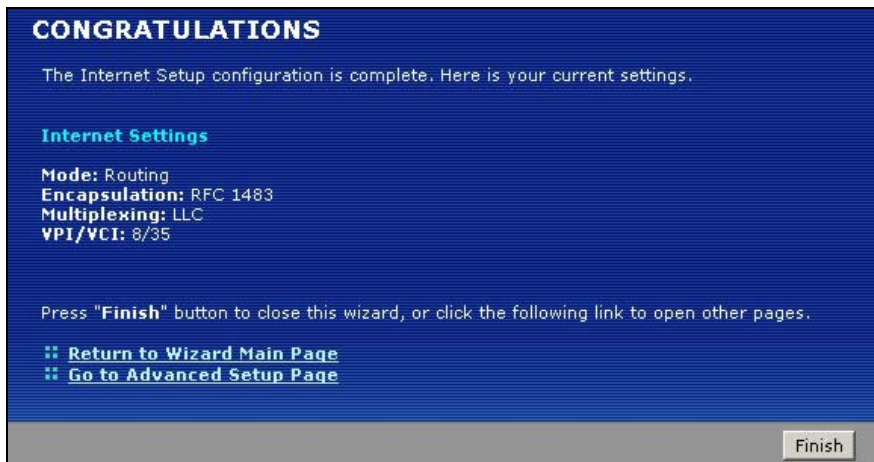 CONGRATULATIONS
The Internet Setup configuration is complete. Here is your current settings.
Internet Settings
Mode: Routing
Encapsulation: RFC 1483
Multiplexing: LLC
VPI/VCI: 8/35
Press "Finish" button to close this wizard, or click the following link to open other pages.
Return to Wizard Main Page
Go to Advanced Setup Page
Finish